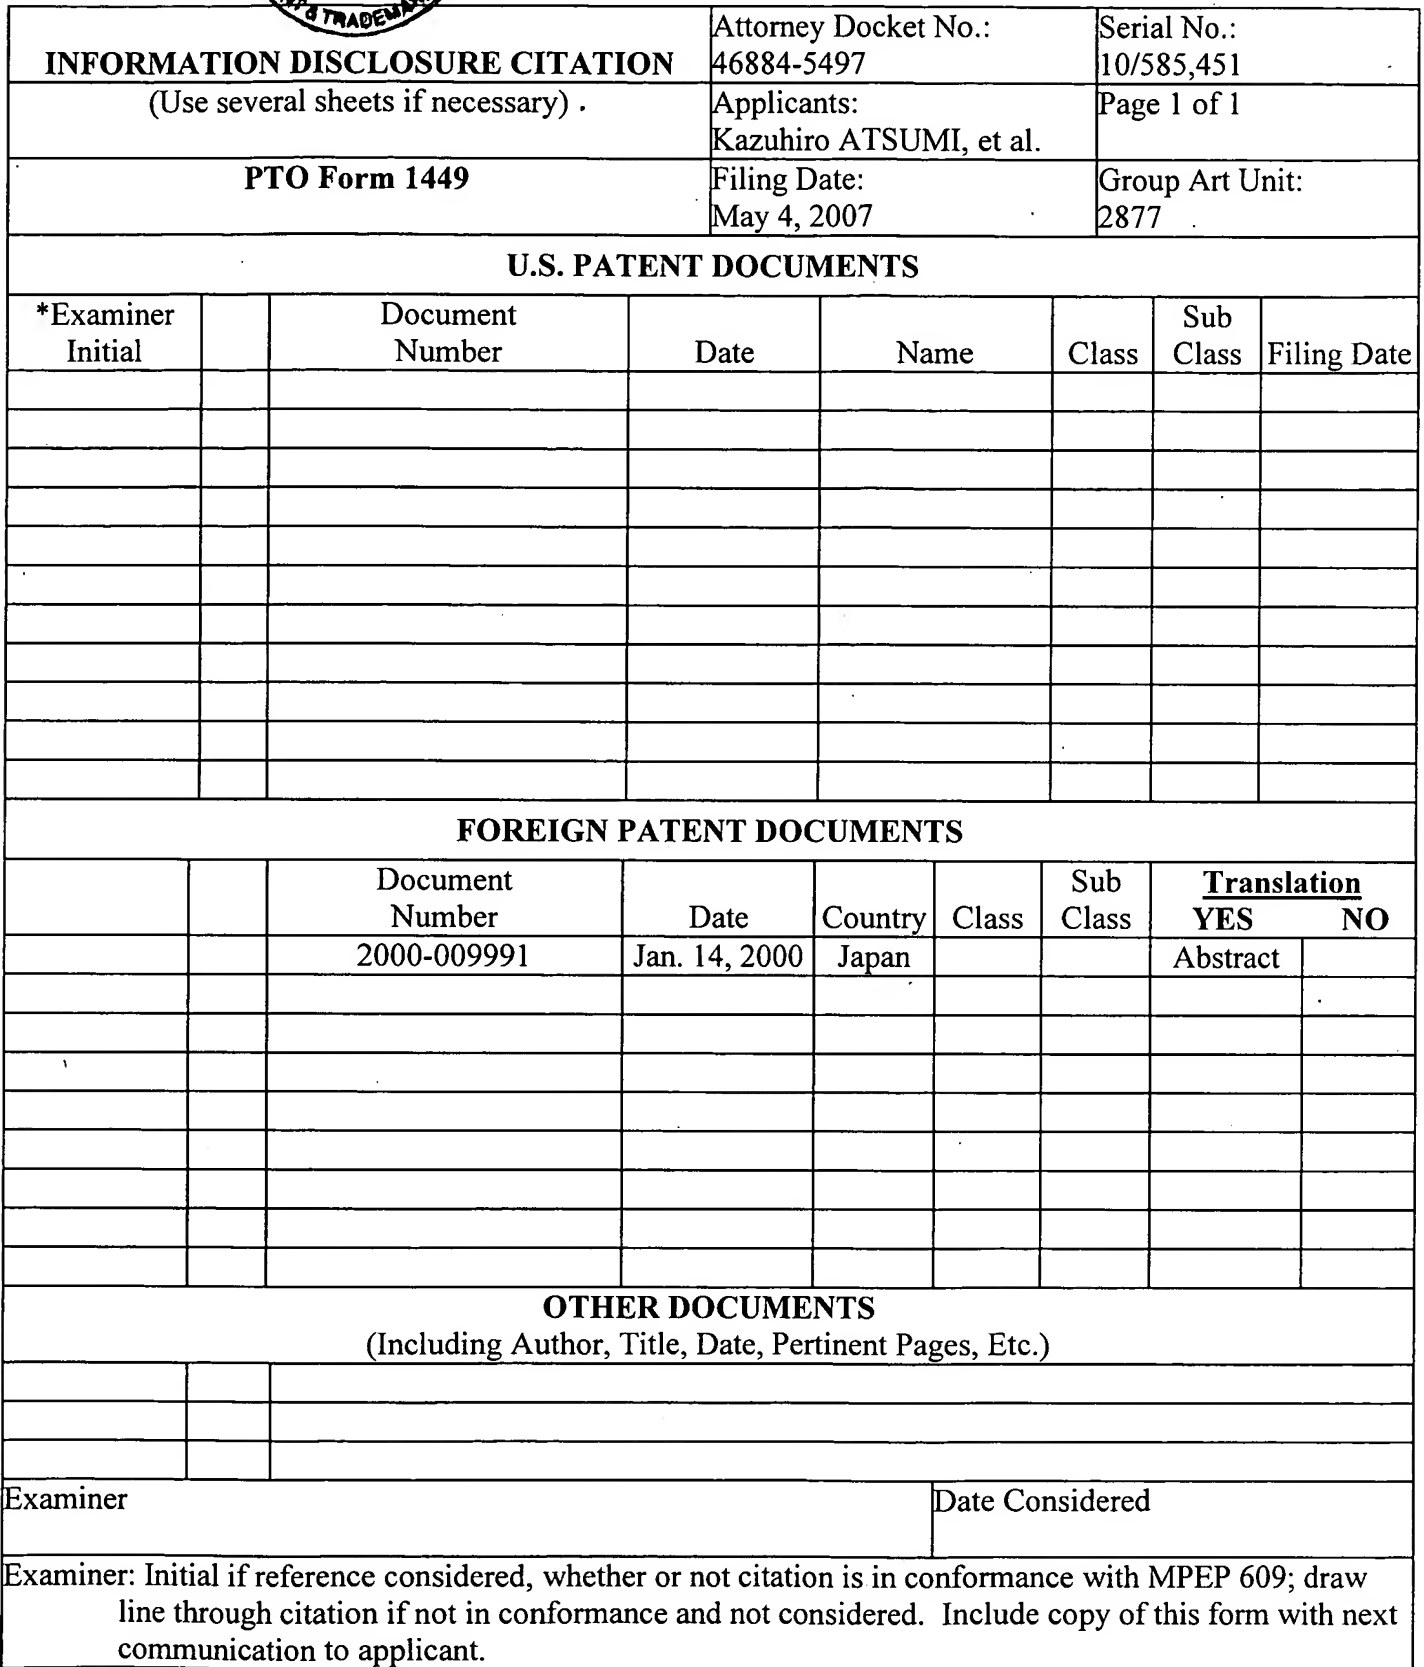 & TRADEMA
INFORMATION DISCLOSURE CITATION
(Use several sheets if necessary)
PTO Form 1449
Attorney Docket No.:
46884-5497
Serial No.:
10/585,451
Applicants:
Kazuhiro ATSUMI, et al.
Page 1 of 1
Filing Date:
May 4, 2007
Group Art Unit:
2877
U.S. PATENT DOCUMENTS
*Examiner
Initial
Document
Number
Date
Name
Class
Sub
Class
Filing Date
FOREIGN PATENT DOCUMENTS
Document
Number
Date
Country
Class
Sub
Class
Translation
YES NO
2000-009991 Jan. 14, 2000 Japan Abstract
OTHER DOCUMENTS
(Including Author, Title, Date, Pertinent Pages, Etc.)
Examiner
Date Considered
Examiner: Initial if reference considered, whether or not citation is in conformance with MPEP 609; draw
line through citation if not in conformance and not considered. Include copy of this form with next
communication to applicant.